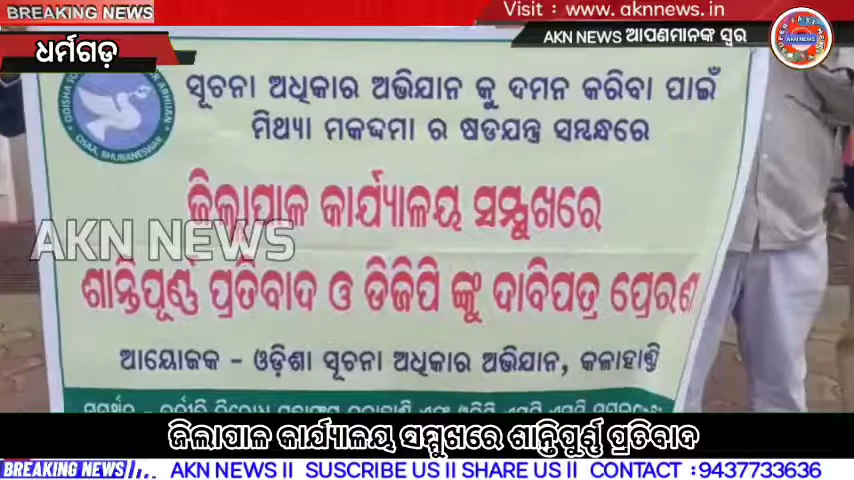 BREAKING NEWS
Visit : www. aknnews. in
AKN NEWS ଆପଣମାନଙ୍କ ସ୍ୱର
AKN NEWS
ଧର୍ମଗଡ଼
ସୂଚନା ଅଧିକାର ଅଭିଯାନ କୁ ଦମନ କରିବା ପାଇଁ
ମିଥ୍ୟା ମକଦ୍ଦମା ର ଷଡଯନ୍ତ୍ର ସମ୍ବନ୍ଧରେ
ଜିଲ୍ଲାପାଳ କାର୍ଯ୍ୟାଳୟ ସମ୍ମୁଖରେ
AKN NEWS
ଶାନ୍ତିପୂର୍ଣ୍ଣ ପ୍ରତିବାଦ ଓ ଡିଜିପି ଙ୍କୁ ଦାବିପତ୍ର ପ୍ରେରଣ
ଆୟୋଜକ – ଓଡ଼ିଶା ସୂଚନା ଅଧିକାର ଅଭିଯାନ, କଳାହାଣ୍ଡି
ଜିଲାପାଳ କାର୍ଯ୍ୟାଳୟ ସମ୍ମୁଖରେ ଶାନ୍ତିପୁର୍ଣ୍ଣ ପ୍ରତିବାଦ
BREAKING NEWS //... AKN NEWS II SUSCRIBE US II SHARE US II CONTACT :9437733636